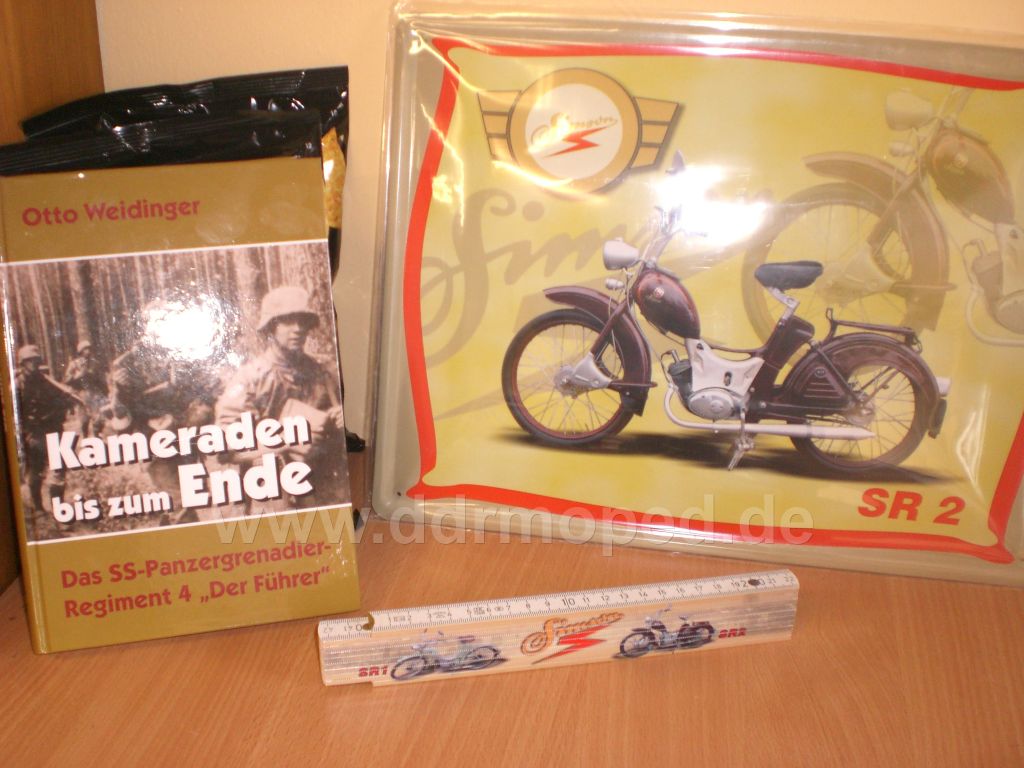 Otto Weidinger
Kameraden
bis zum Ende
Das SS-Panzergrenadier-
Regiment 4 „Der Führer“
Simson
Simson
SR 2
www.ddrmoped.de
SR1
Simson
SR2